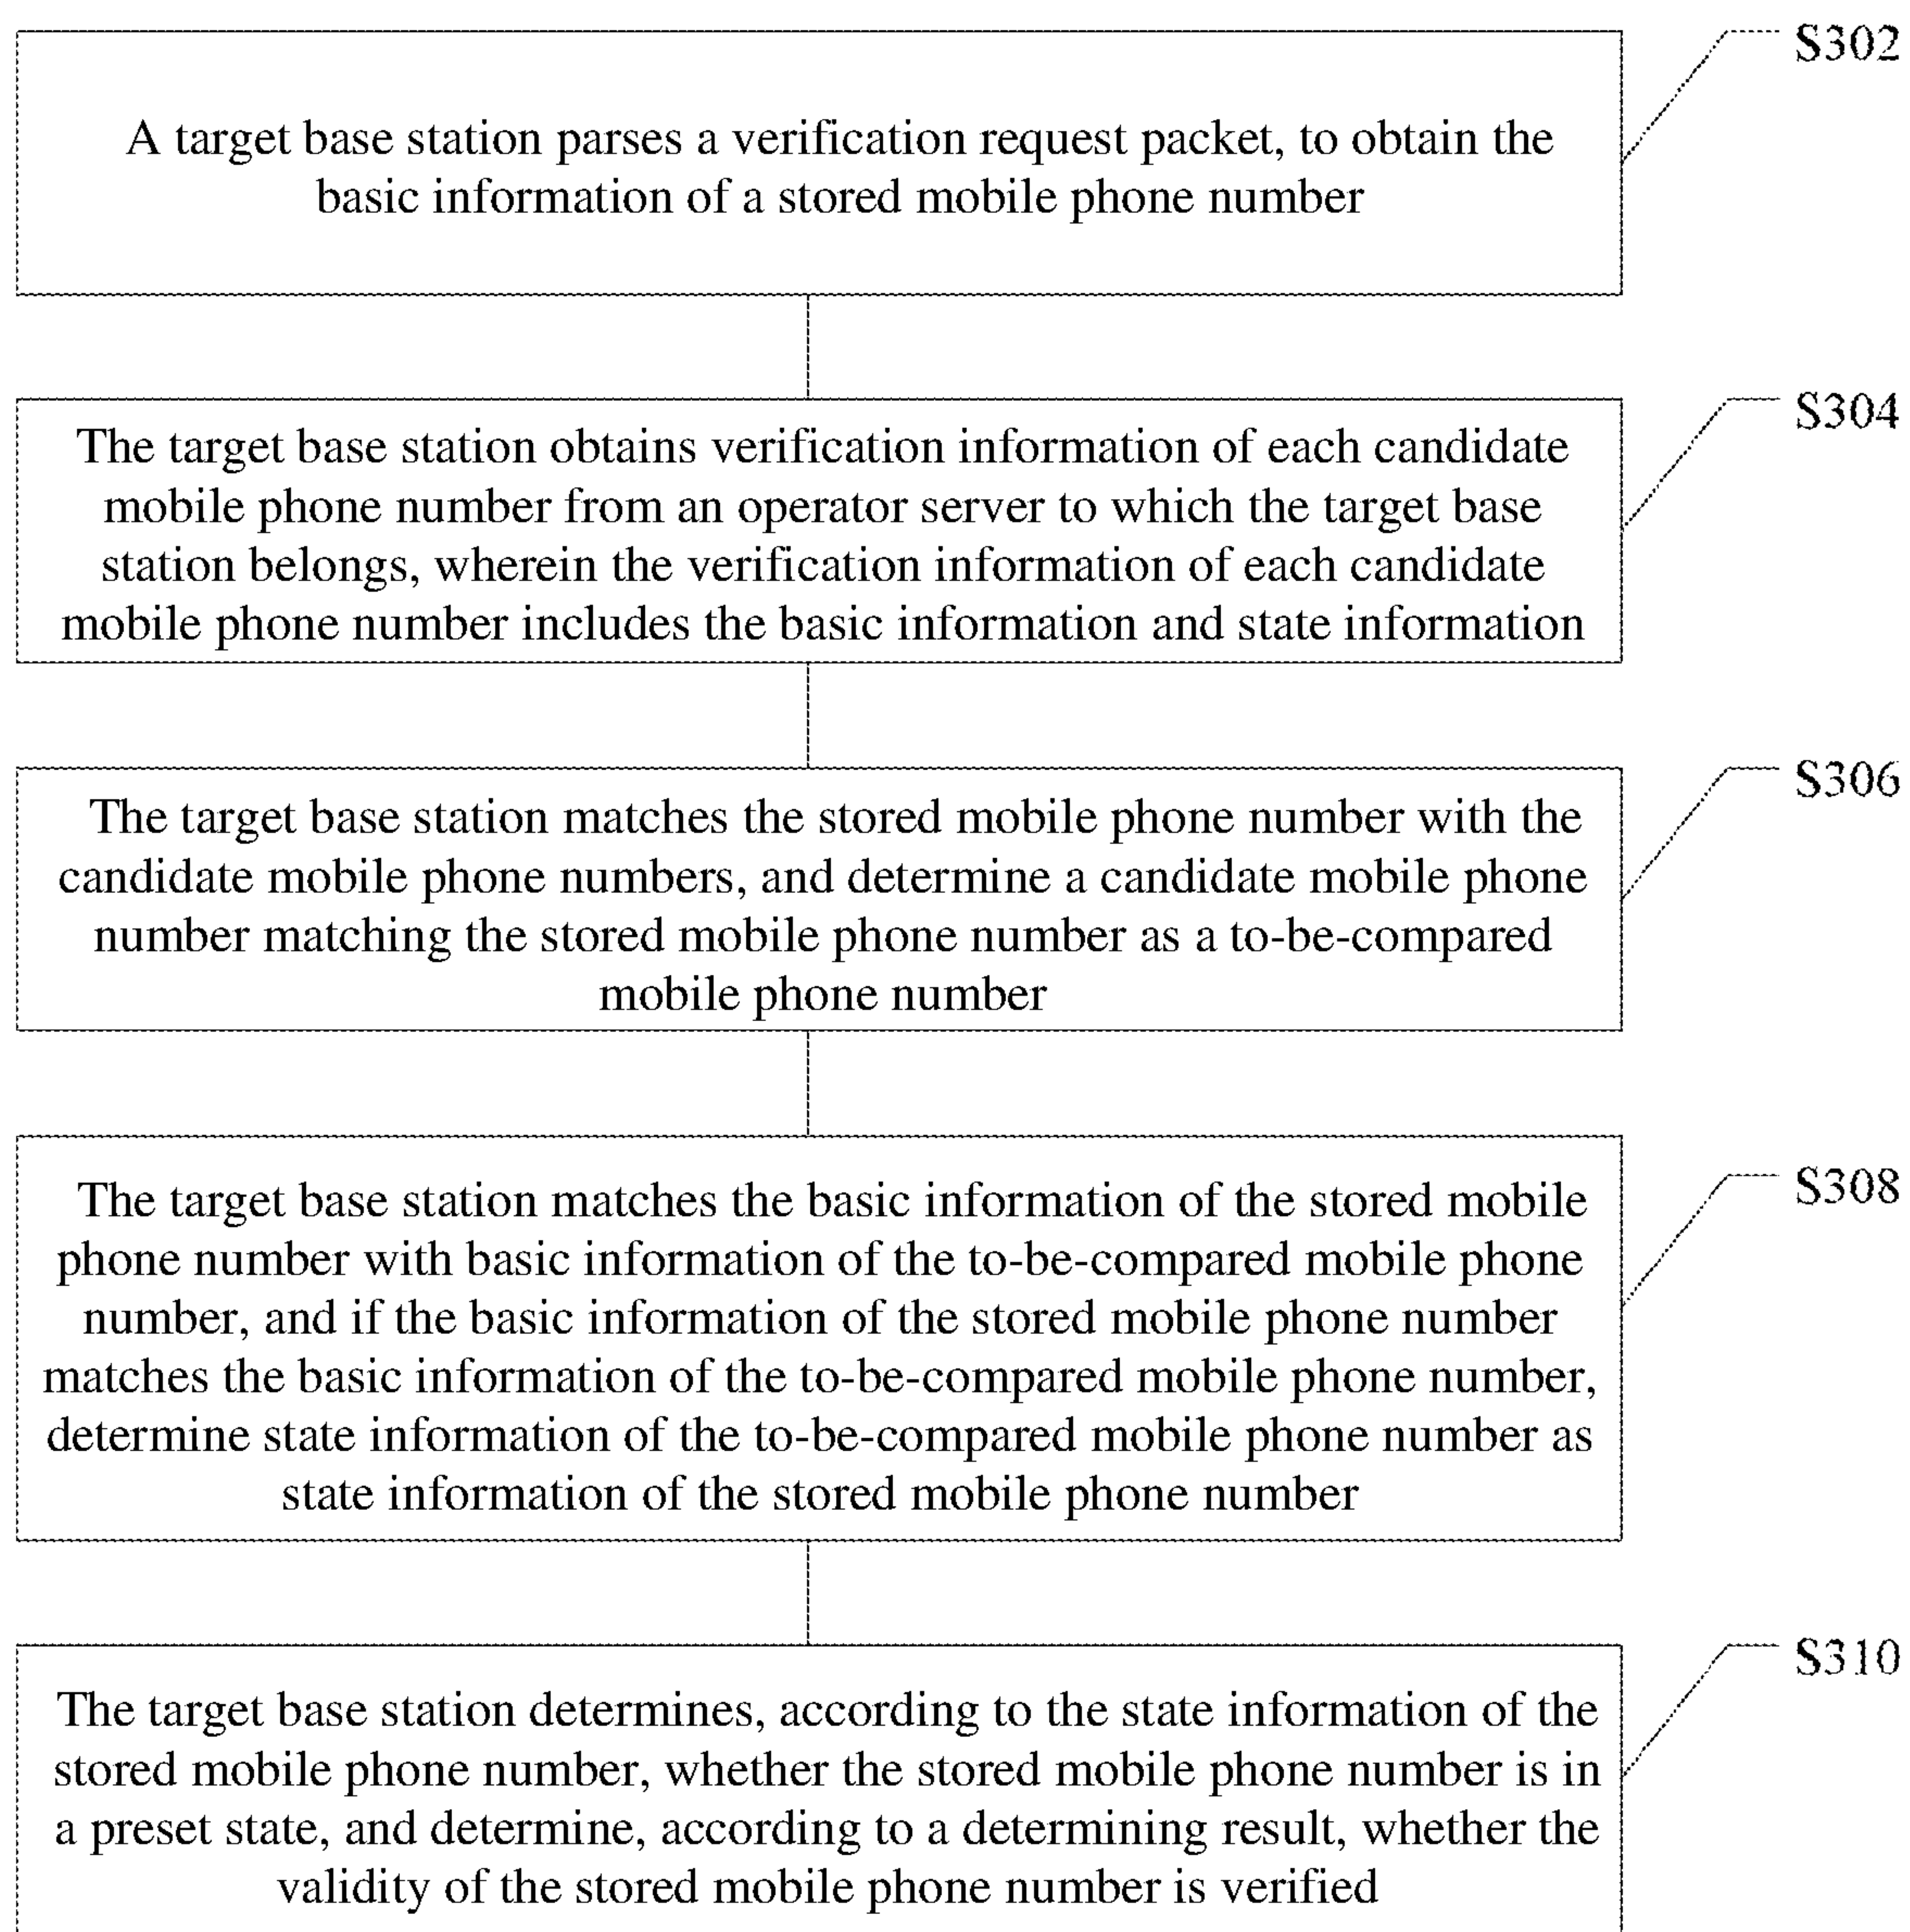 S302
A target base station parses a verification request packet, to obtain the
basic information of a stored mobile phone number
S304
The target base station obtains verification information of each candidate
mobile phone number from an operator server to which the target base
station belongs, wherein the verification information of each candidate
mobile phone number includes the basic information and state information
S306
The target base station matches the stored mobile phone number with the
candidate mobile phone numbers, and determine a candidate mobile phone
number matching the stored mobile phone number as a to-be-compared
mobile phone number
S308
The target base station matches the basic information of the stored mobile
phone number with basic information of the to-be-compared mobile phone
number, and if the basic information of the stored mobile phone number
matches the basic information of the to-be-compared mobile phone number,
determine state information of the to-be-compared mobile phone number as
state information of the stored mobile phone number
S310
The target base station determines, according to the state information of the
stored mobile phone number, whether the stored mobile phone number is in
a preset state, and determine, according to a determining result, whether the
validity of the stored mobile phone number is verified